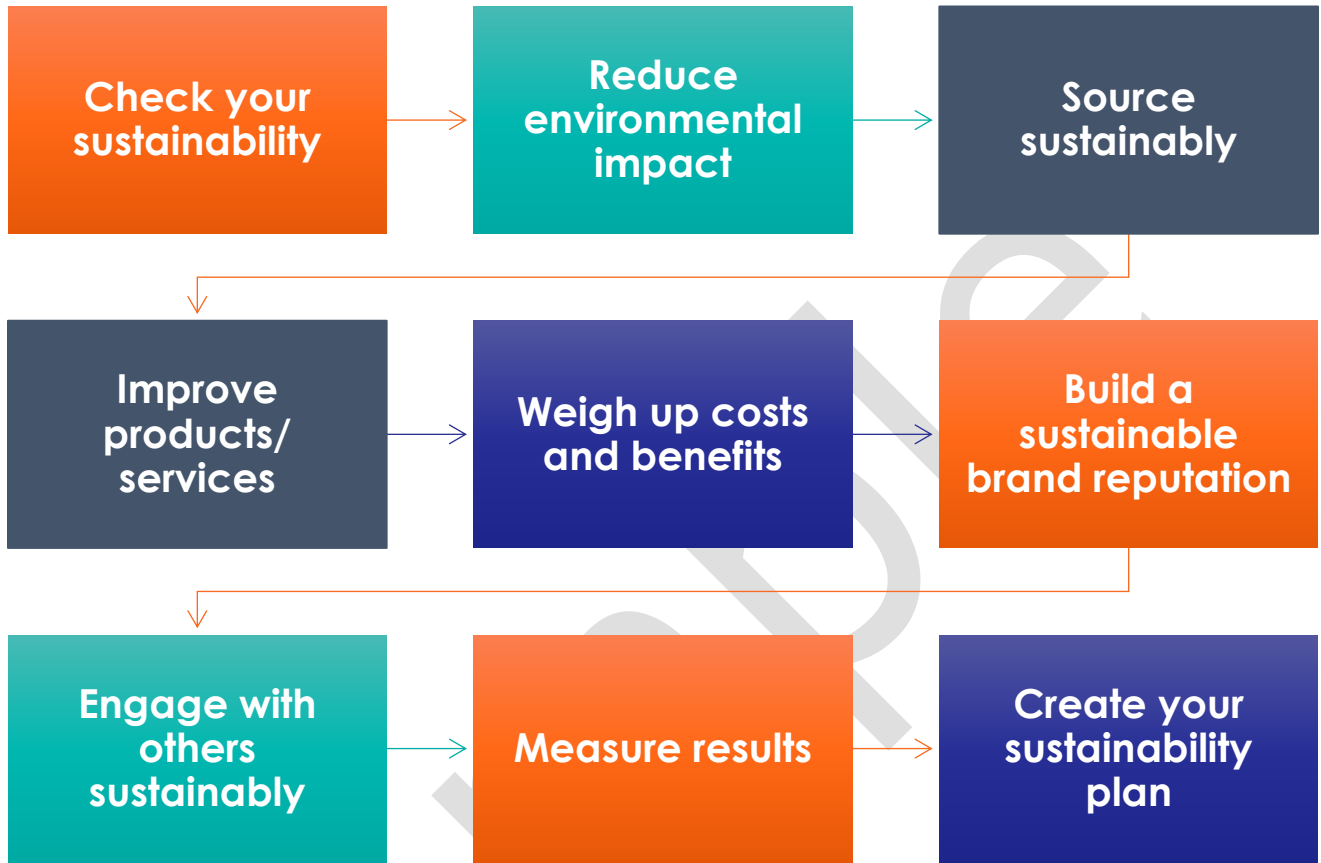 Check your
sustainability
Reduce
environmental
impact
Source
sustainably
Improve
products/
services
Weigh up costs
and benefits
Build a
sustainable
brand reputation
Engage with
others
sustainably
Measure results
Create your
sustainability
plan